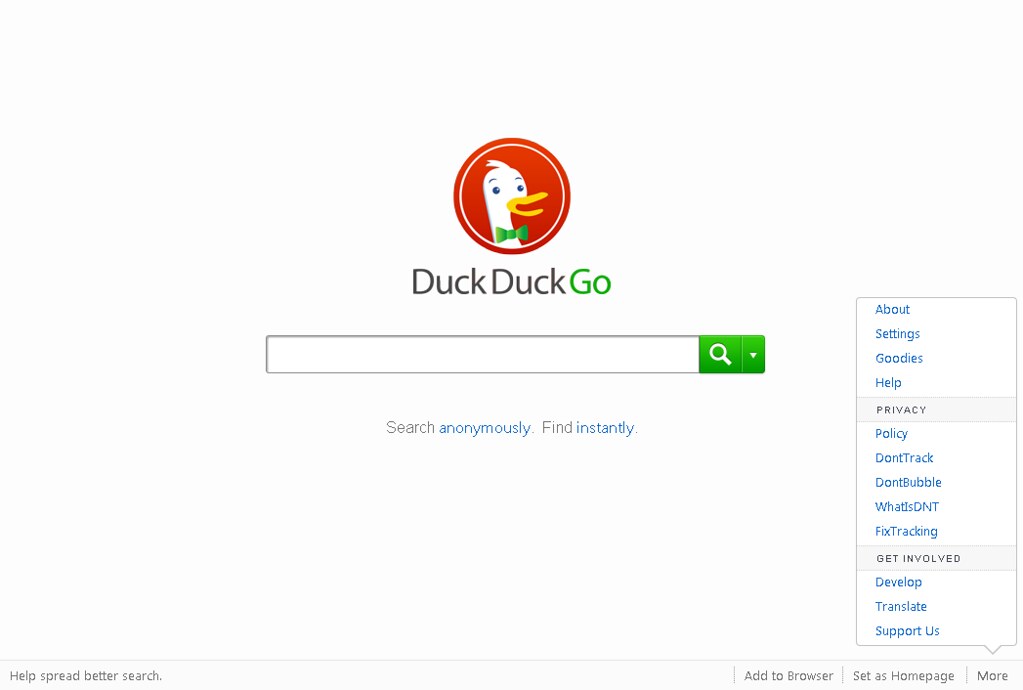 DuckDuckGo
Search anonymously. Find instantly.
About
Settings
Goodies
Help
PRIVACY
Policy
DontTrack
DontBubble
WhatIsDNT
FixTracking
GET INVOLVED
Develop
Translate
Support Us
Help spread better search.
Add to Browser
Set as Homepage
More